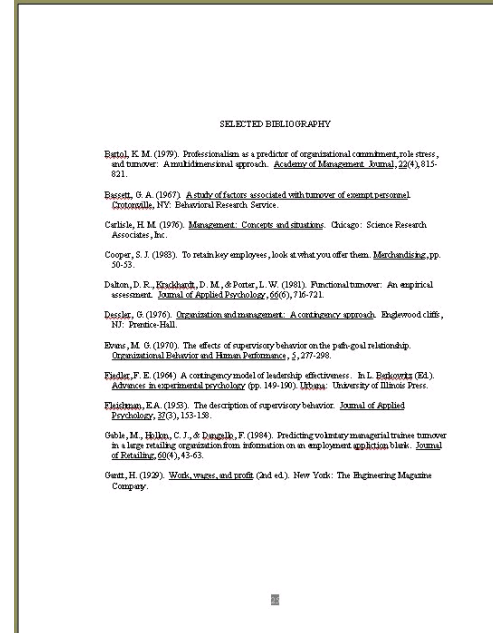 SELECTED BIBLIOGRAPHY
Bartol, K. M. (1979). Professionalism as a predictor of organizational commitment, role stress,
and turnover: A multidimensional approach. Academy of Management Journal, 22(4), 815-
821.
Bassett, G. A. (1967). A study of factors associated with turnover of exempt personnel.
Crotonville, NY: Behavioral Research Service.
Carlisle, H. M. (1976). Management: Concepts and situations. Chicago: Science Research
Associates, Inc.
Cooper, S. J. (1983). To retain key employees, look at what you offer them. Merchandising, pp.
50-53.
Dalton, D. R., Krackhardt, D. M., & Porter, L. W. (1981). Functional turnover: An empirical
assessment. Journal of Applied Psychology, 66(6), 716-721.
Dessler, G. (1976). Organization and management: A contingency approach. Englewood cliffs,
NJ: Prentice-Hall.
Evans, M. G. (1970). The effects of supervisory behavior on the path-goal relationship.
Organizational Behavior and Human Performance, 5, 277-298.
Fiedler, F. E. (1964) A contingency model of leadership effectiveness. In L. Berkowitz (Ed.).
Advances in experimental psychology (pp. 149-190). Urbana: University of Illinois Press.
Fleishman, E.A. (1953). The description of supervisory behavior. Journal of Applied
Psychology, 37(3), 153-158.
Gable, M., Hollon, C. J., & Dangello, F. (1984). Predicting voluntary managerial trainee turnover
in a large retailing organization from information on an employment appliction blank. Journal
of Retailing, 60(4), 43-63.
Gantt, H. (1929). Work, wages, and profit (2nd ed.). New York: The Engineering Magazine
Company.